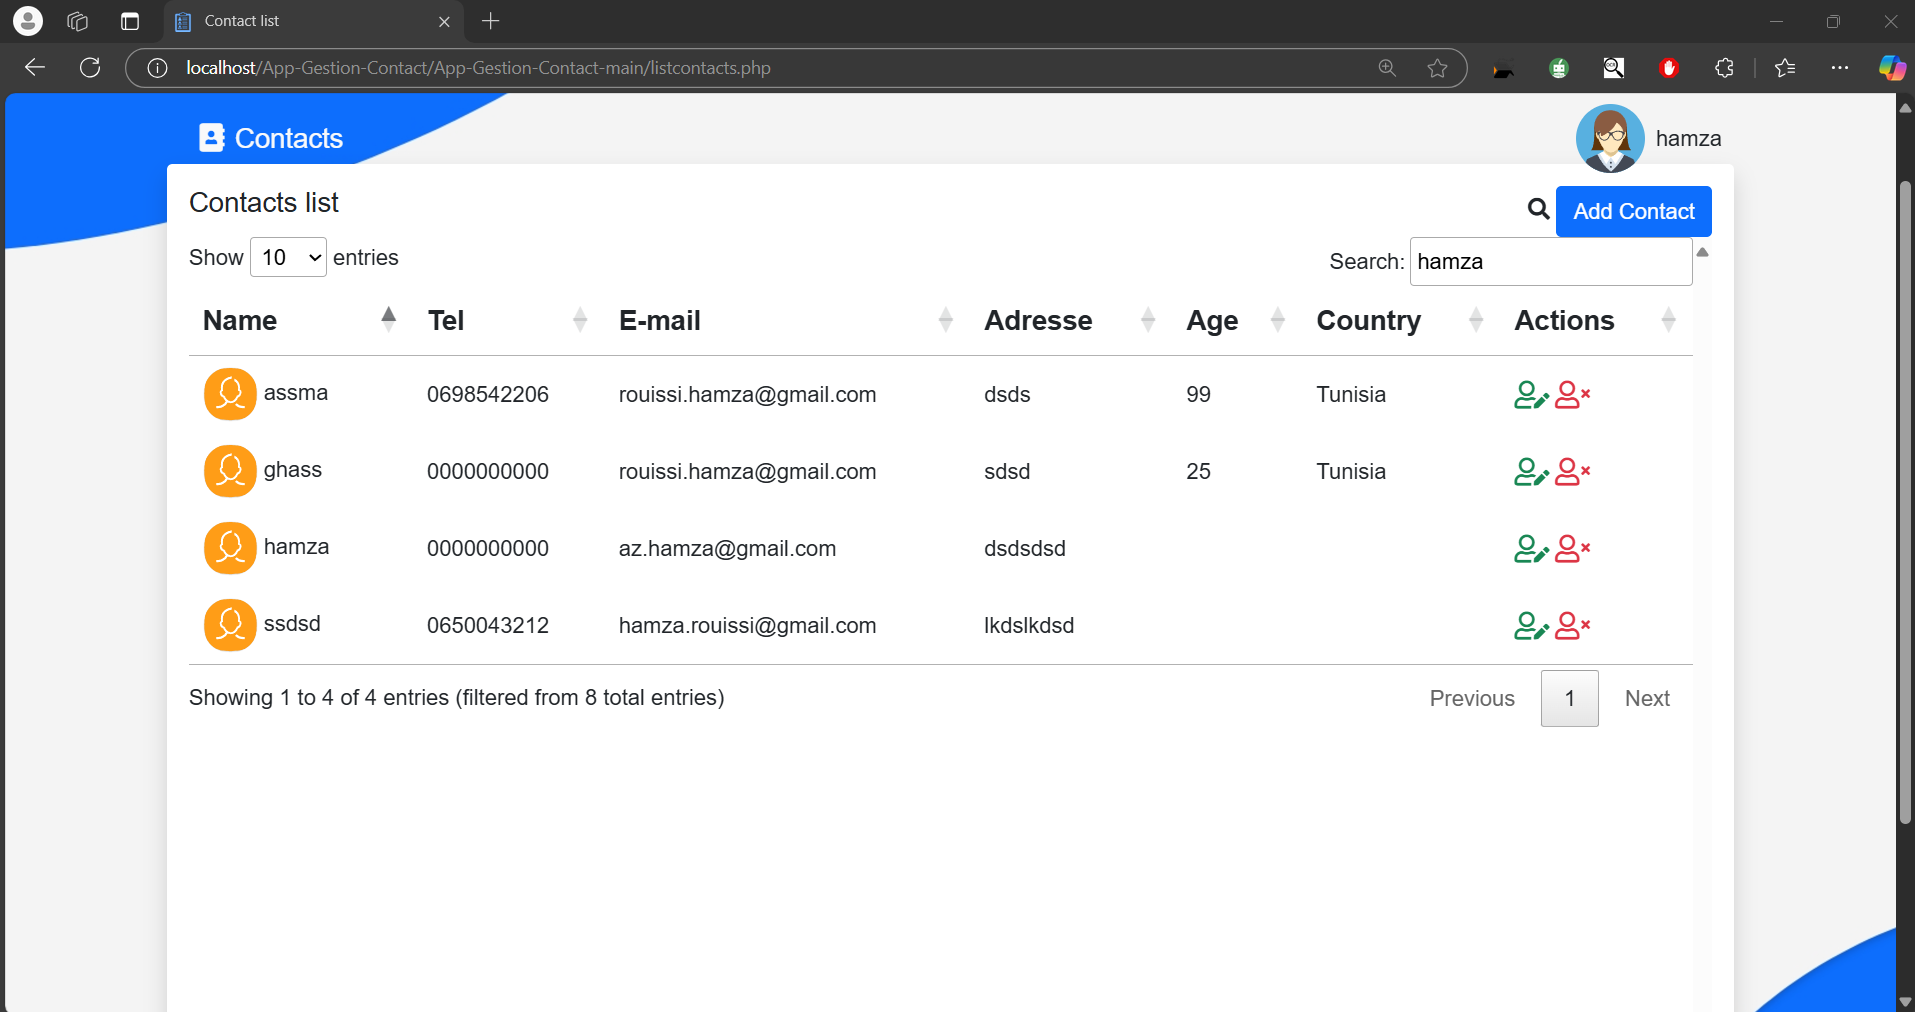 Contact list
localhost/App-Gestion-Contact/App-Gestion-Contact-main/listcontacts.php
Contacts
hamza
Contacts list
Add Contact
Show 10 entries
Search: hamza
Name Tel E-mail Adresse Age Country Actions
assma 0698542206 rouissi.hamza@gmail.com dsds 99 Tunisia
ghass 0000000000 rouissi.hamza@gmail.com sdsd 25 Tunisia
hamza 0000000000 az.hamza@gmail.com dsdsdsd
ssdsd 0650043212 hamza.rouissi@gmail.com lkdslkdsd
Showing 1 to 4 of 4 entries (filtered from 8 total entries)
Previous 1 Next